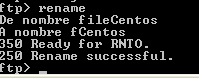 ftp> rename
De nombre fileCentos
A nombre fCentos
350 Ready for RNTO.
250 Rename successful.
ftp>